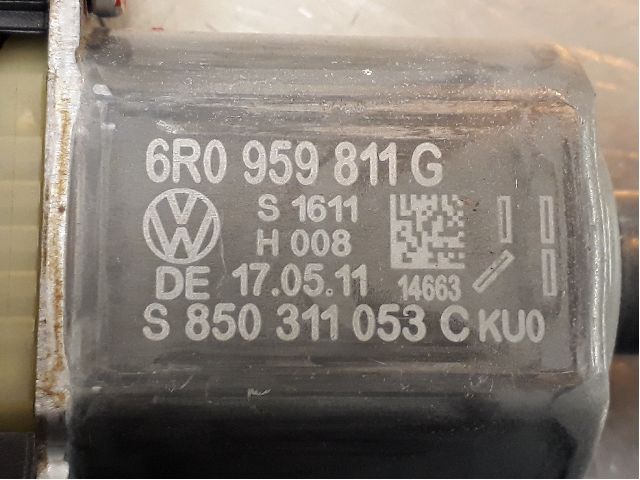 6R0 959 811 G
S 1611
H 008
DE 17.05.11
14663
S 850 311 053 C KU0